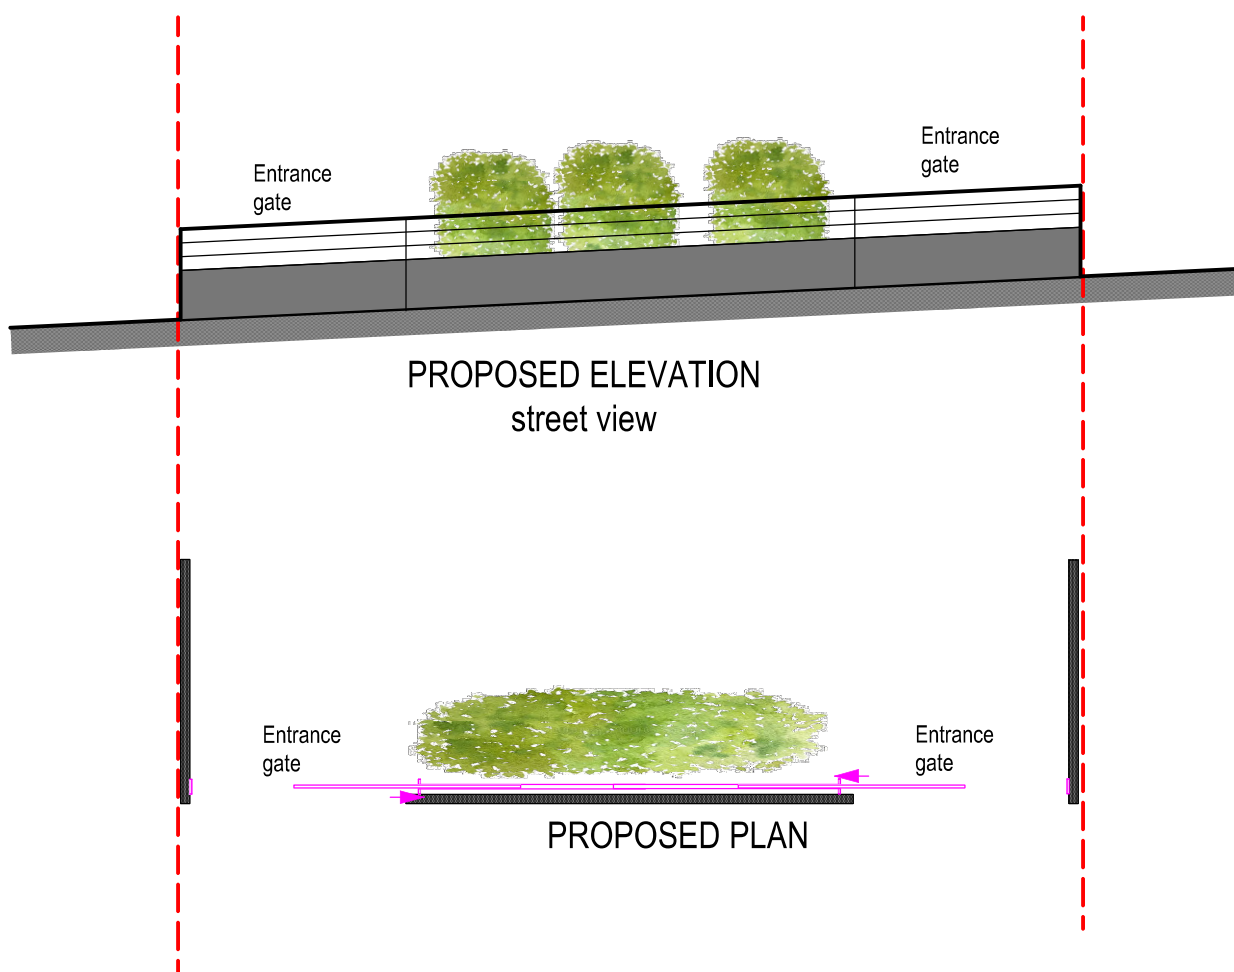 Entrance
gate
Entrance
gate
PROPOSED ELEVATION
street view
Entrance
gate
Entrance
gate
PROPOSED PLAN